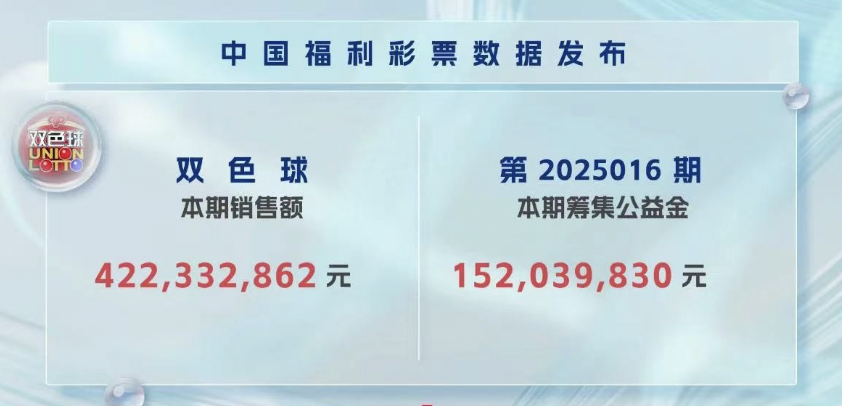 中国福利彩票数据发布
双色球
UNION
LOTTO
双色球
本期销售额
422,332,862 元
第 2025016 期
本期筹集公益金
152,039,830 元